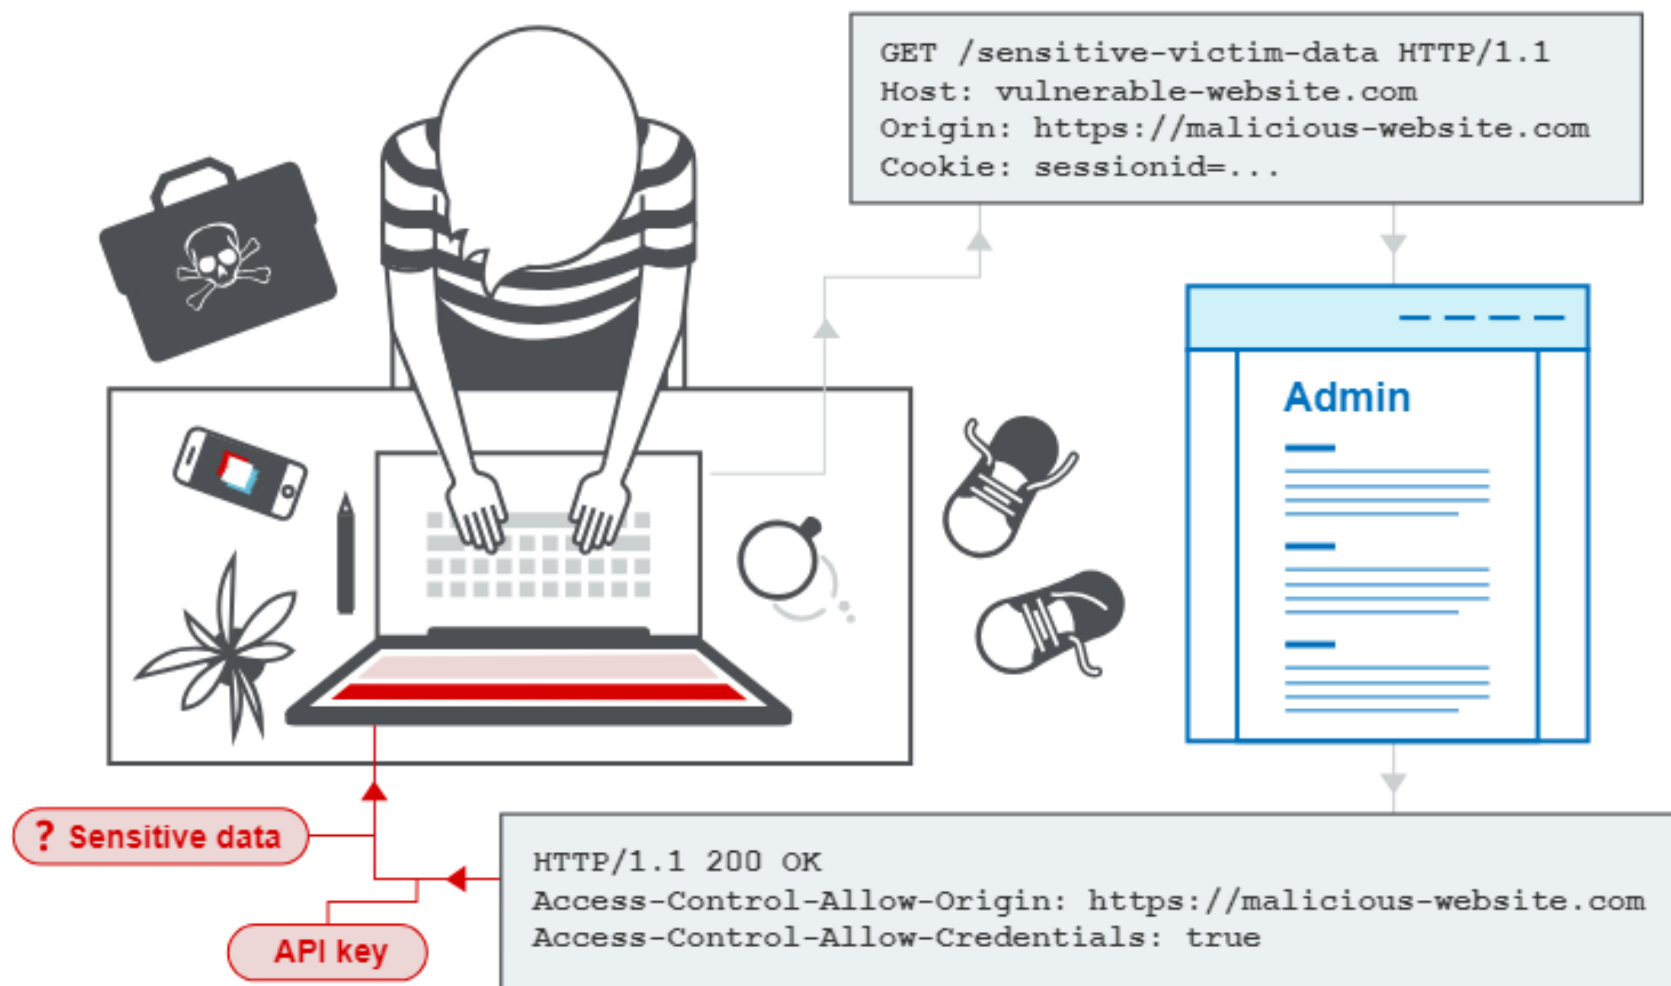 GET /sensitive-victim-data HTTP/1.1
Host: vulnerable-website.com
Origin: https://malicious-website.com
Cookie: sessionid=...
Admin
? Sensitive data
API key
HTTP/1.1 200 OK
Access-Control-Allow-Origin: https://malicious-website.com
Access-Control-Allow-Credentials: true